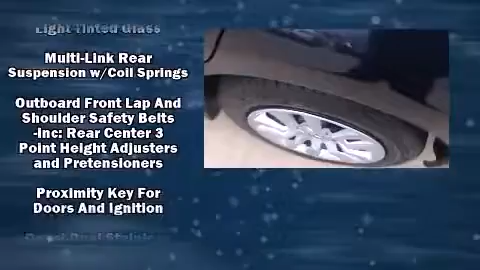 Light Tinted Glass
Multi-Link Rear
Suspension w/Coil Springs
Outboard Front Lap And
Shoulder Safety Belts
-inc: Rear Center 3
Point Height Adjusters
and Pretensioners
Proximity Key For
Doors And Ignition